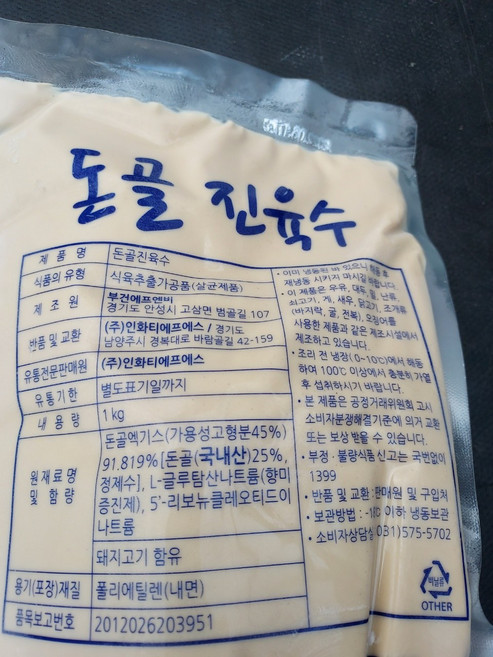 돈골 진육수
제 품 명 돈골진육수
식품의 유형 식육추출가공품(살균제품)
제 조 원 부건에프엔비
경기도 안성시 고삼면 범골길 107
반품 및 교환 (주)인화티에프에스 / 경기도
남양주시 경복대로 바람골길 42-159
유통전문판매원 (주)인화티에프에스
유통기한 별도표기일까지
내 용 량 1kg
원재료명
및 함량
돈골엑기스(가용성고형분45%)
91.819%[돈골(국내산)25%,
정제수], L-글루탐산나트륨(향미
증진제), 5'-리보뉴클레오티드이
나트륨
돼지고기 함유
용기(포장)재질 폴리에틸렌(내면)
품목보고번호 2012026203951
• 이미 냉동된 바 있으니 해동 후
재냉동 시키지 마시길 바랍니다.
• 이 제품은 우유, 대두, 밀, 난류,
쇠고기, 게, 새우, 닭고기, 조개류
(바지락, 굴, 전복), 오징어를
사용한 제품과 같은 제조시설에서
제조하고 있습니다.
• 조리 전 냉장(0~10℃)에서 해동
하여 100℃ 이상에서 충분히 가열
후 섭취하시기 바랍니다.
• 본 제품은 공정거래위원회 고시
소비자분쟁해결기준에 의거 교환
또는 보상 받을 수 있습니다.
• 부정·불량식품 신고는 국번없이
1399
• 반품 및 교환 : 판매원 및 구입처
• 보관방법 : -18℃ 이하 냉동보관
• 소비자상담실 031)575-5702
비닐류
OTHER